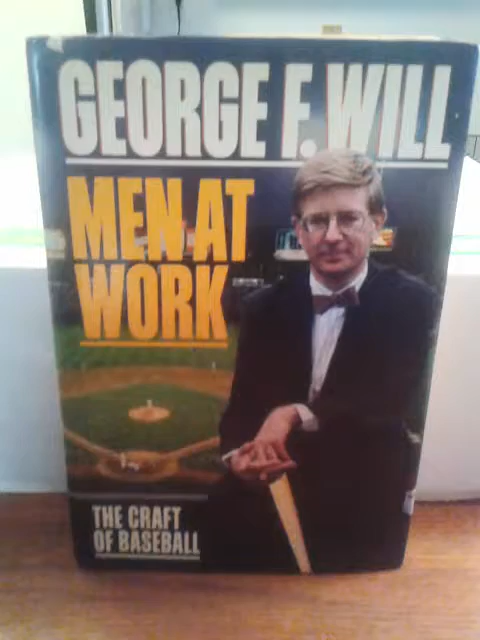 GEORGE F. WILL
MEN AT
WORK
THE CRAFT
OF BASEBALL